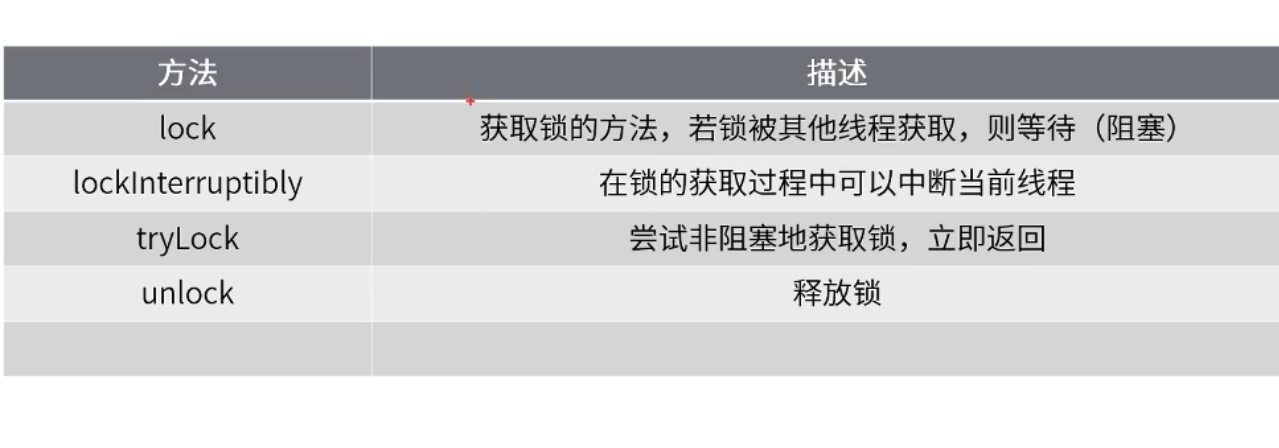 方法 描述
lock 获取锁的方法，若锁被其他线程获取，则等待（阻塞）
lockInterruptibly 在锁的获取过程中可以中断当前线程
tryLock 尝试非阻塞地获取锁，立即返回
unlock 释放锁